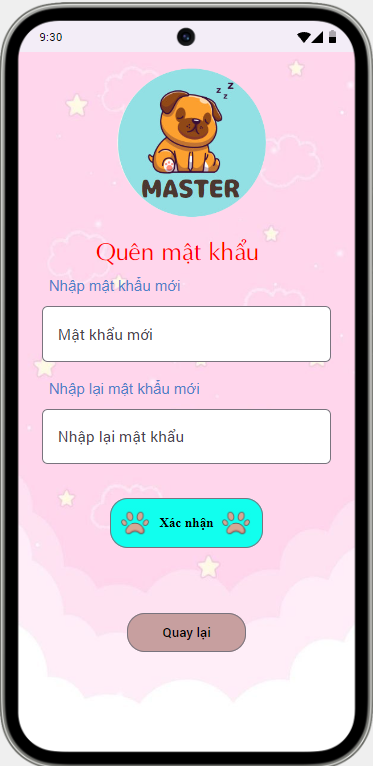 9:30
z z z
MASTER
Quên mật khẩu
Nhập mật khẩu mới
Mật khẩu mới
Nhập lại mật khẩu mới
Nhập lại mật khẩu
Xác nhận
Quay lại